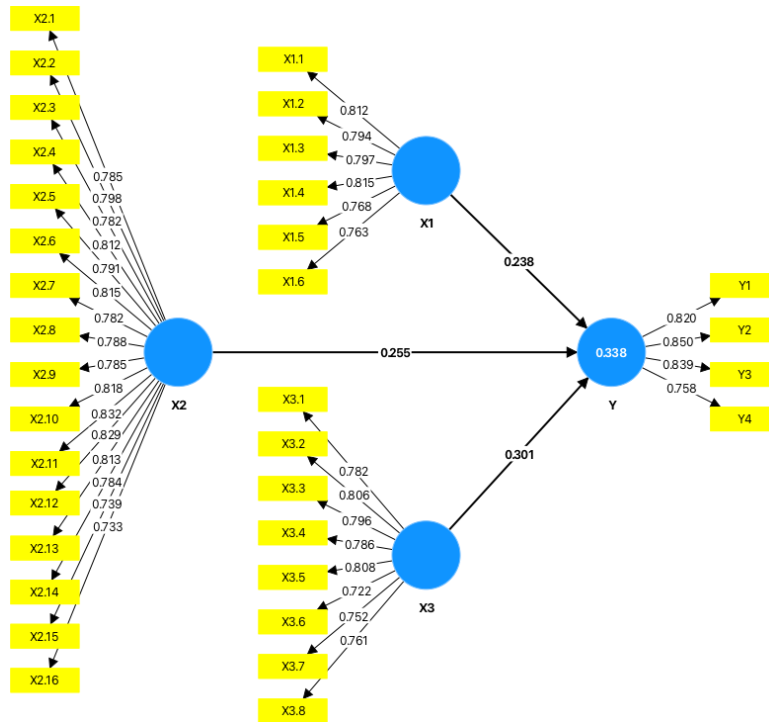 X2.1
X2.2
X2.3
X2.4
X2.5
X2.6
X2.7
X2.8
X2.9
X2.10
X2.11
X2.12
X2.13
X2.14
X2.15
X2.16
0.785
0.798
0.782
0.812
0.791
0.815
0.782
0.788
0.785
0.818
0.832
0.829
0.813
0.784
0.739
0.733
X2
X1.1
X1.2
X1.3
X1.4
X1.5
X1.6
0.812
0.794
0.797
0.815
0.768
0.763
X1
0.238
0.255
0.301
X3.1
X3.2
X3.3
X3.4
X3.5
X3.6
X3.7
X3.8
0.782
0.806
0.796
0.786
0.808
0.722
0.752
0.761
X3
0.338
Y
0.820
0.850
0.839
0.758
Y1
Y2
Y3
Y4